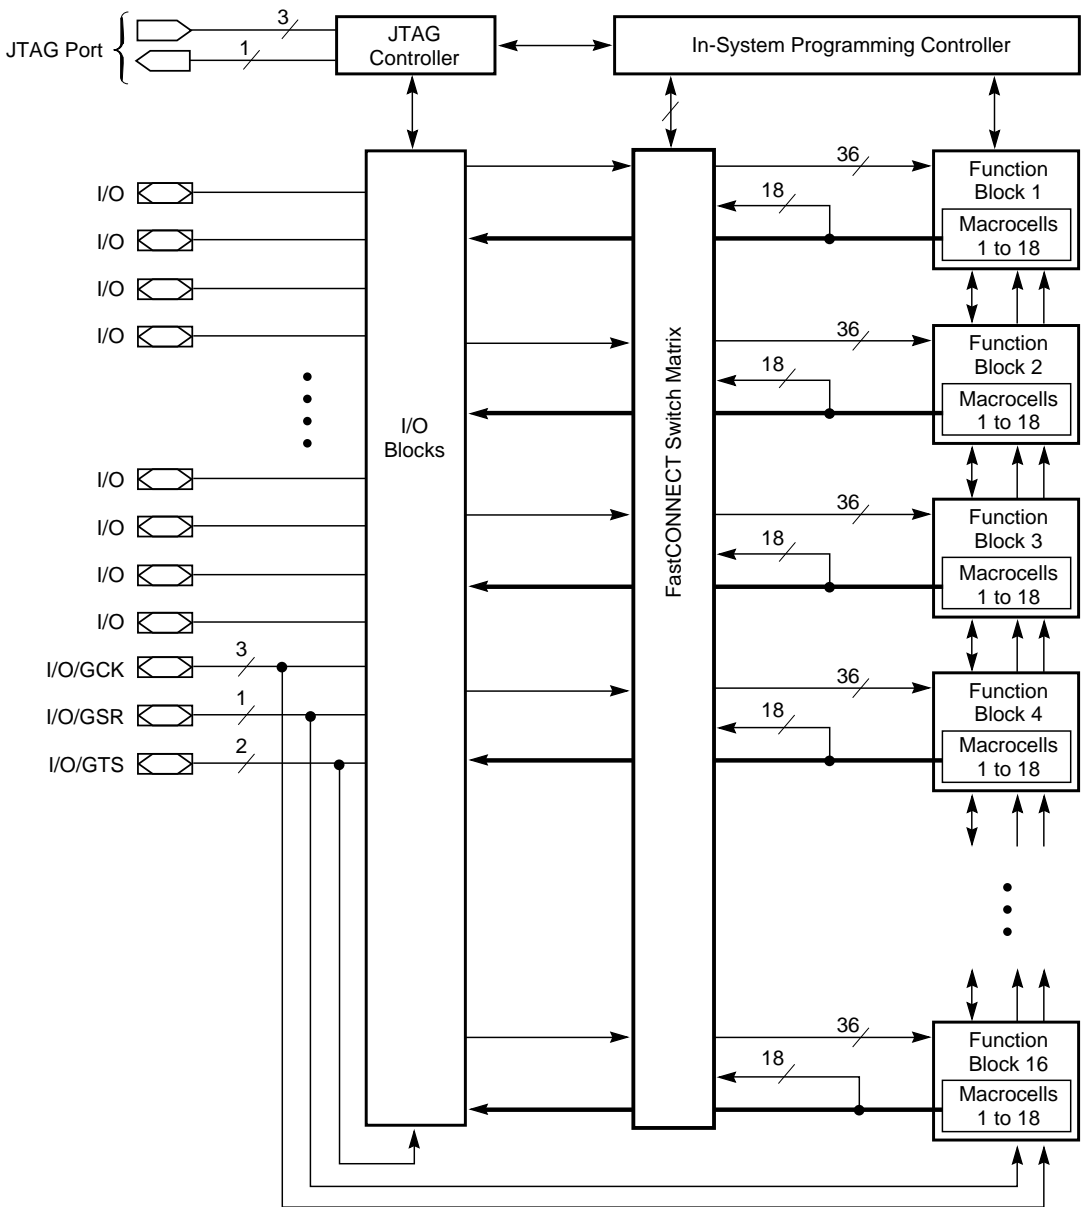 3
JTAG Port
1
JTAG
Controller
In-System Programming Controller
36
Function
Block 1
I/O
18
Macrocells
1 to 18
I/O
I/O
I/O
36
Function
Block 2
18
Macrocells
1 to 18
I/O
Blocks
FastCONNECT Switch Matrix
I/O
36
Function
Block 3
I/O
18
Macrocells
1 to 18
I/O
I/O
I/O/GCK
3
36
Function
Block 4
I/O/GSR
1
18
Macrocells
1 to 18
I/O/GTS
2
36
Function
Block 16
18
Macrocells
1 to 18